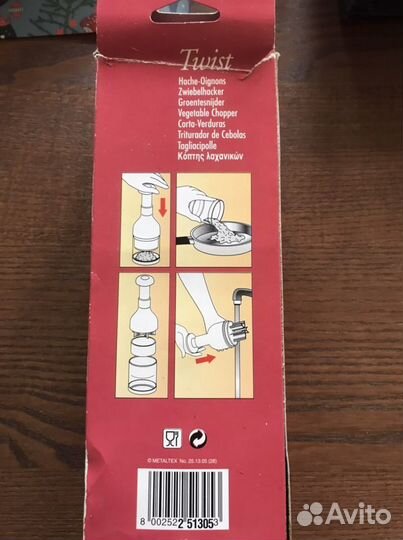 Twist
Hache-Oignons
Zwiebelhacker
Groentesnijder
Vegetable Chopper
Corta-Verduras
Triturador de Cebolas
Tagliacipolle
Κόπτης λαχανικών
© METALTEX No. 25.13.05 (28)
8 002522 513053
Avito